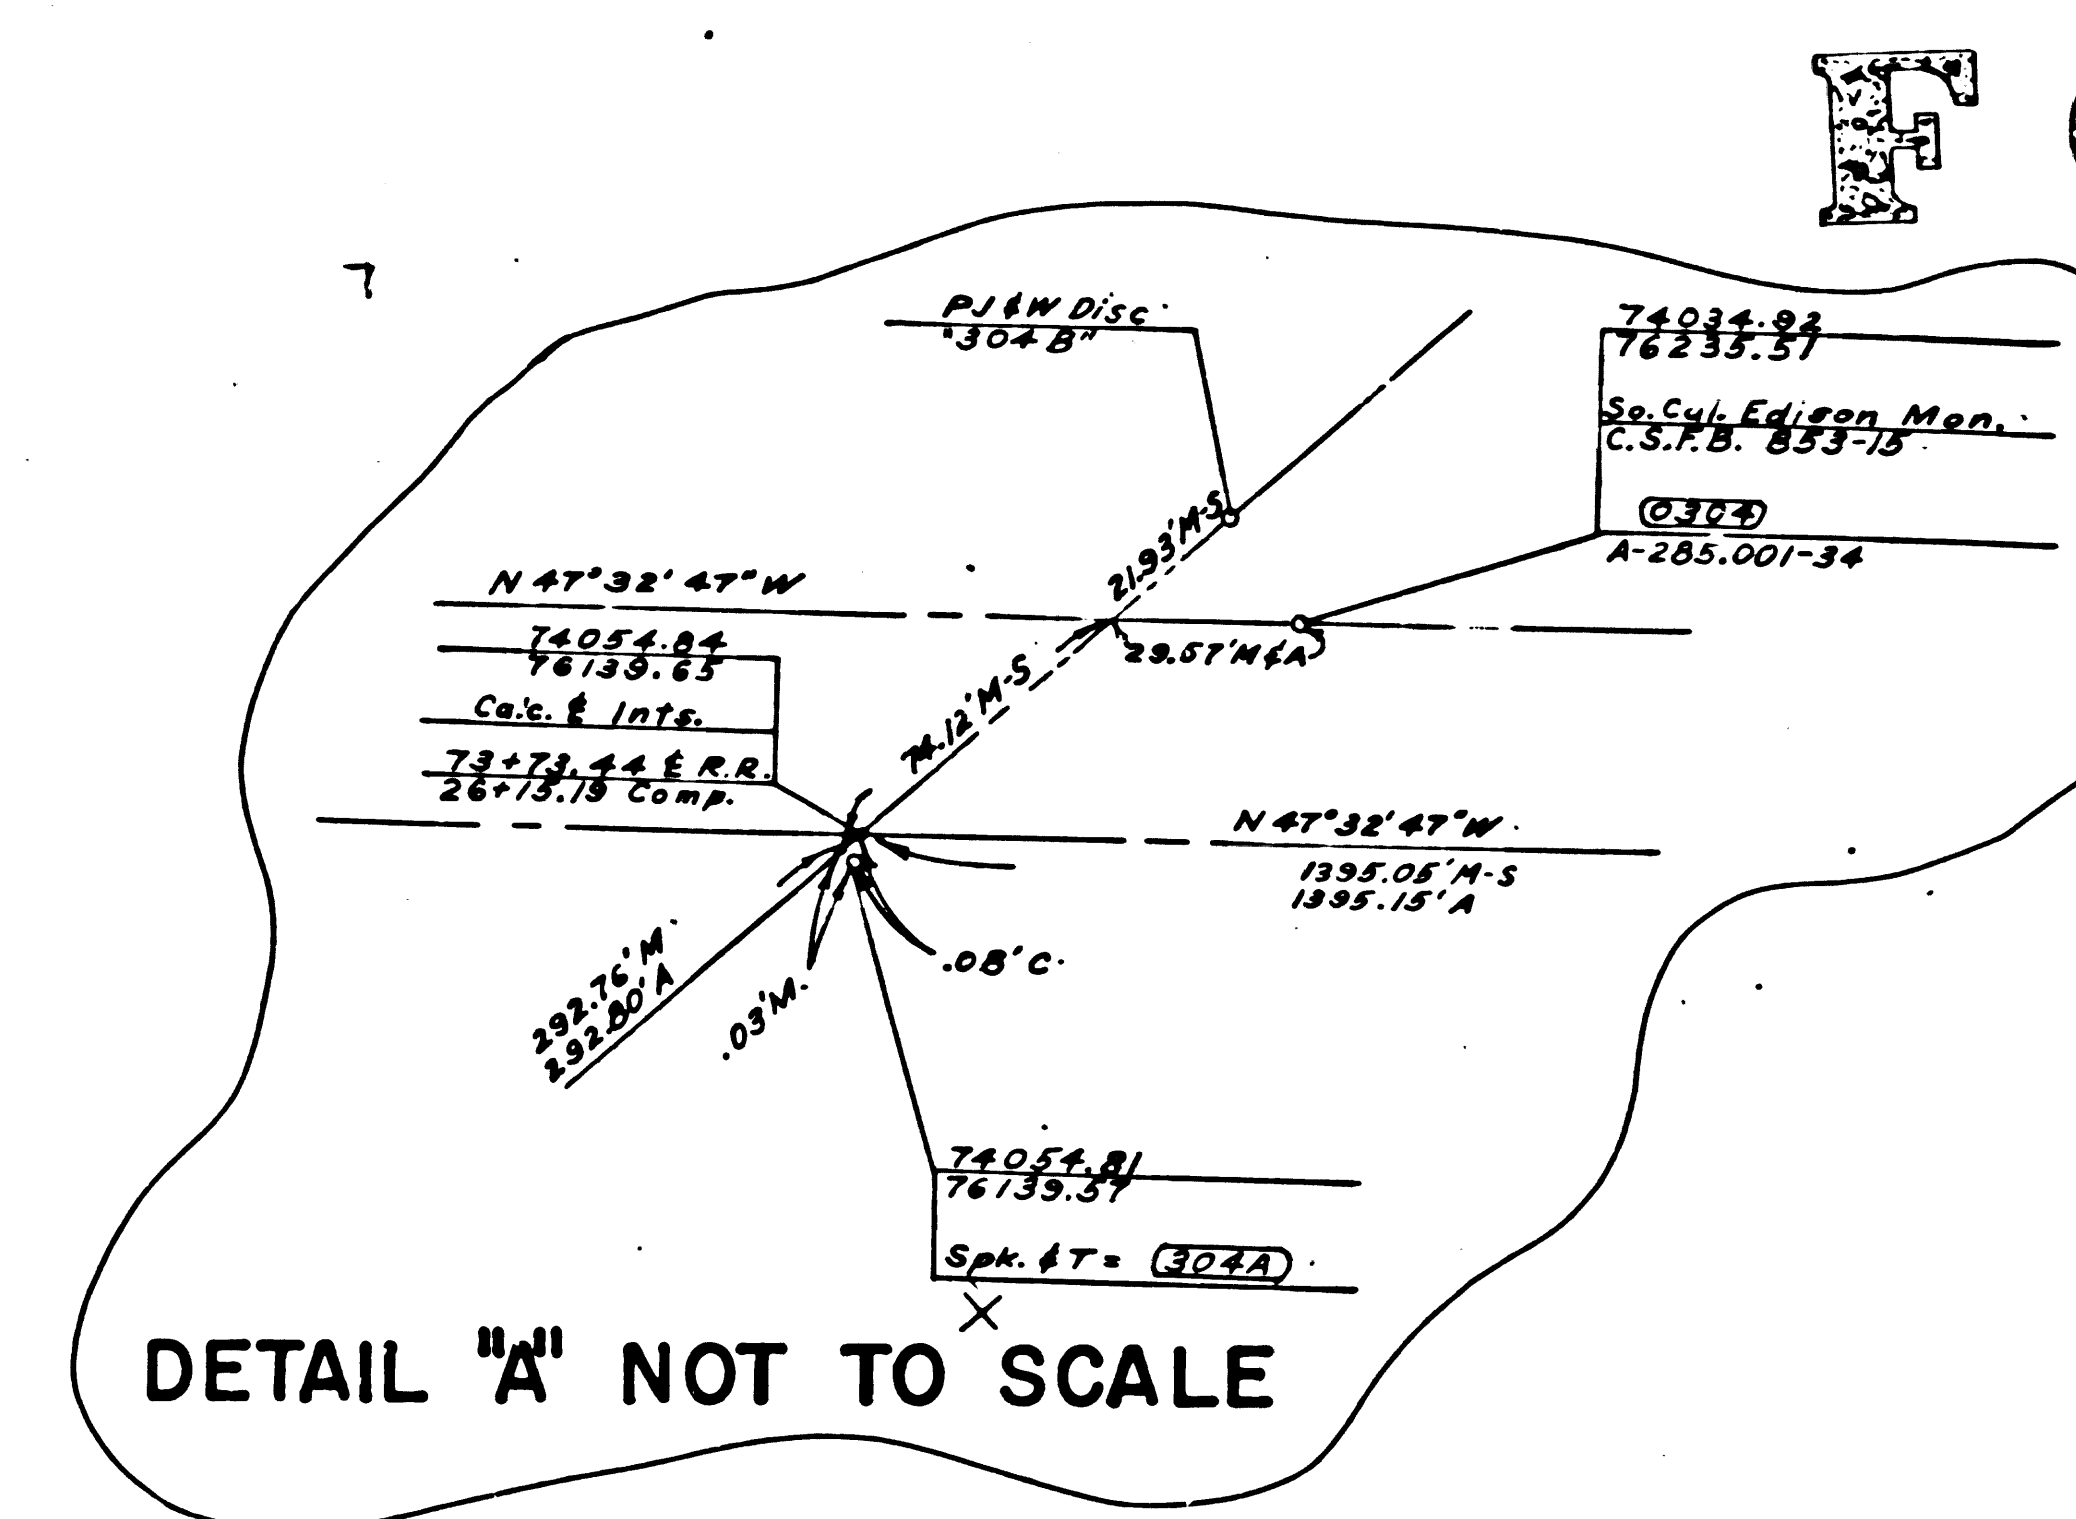 F
PJ & W Disc
"304 B"
74034.92
76235.51
So. Cal. Edison Mon.
C.S.F.B. 853-15
0304
A-285.001-34
21.93' M-S
N 47° 32' 47" W
29.57' M & A
74054.84
76139.65
Calc. ℄ Ints.
73+73.44 ℄ R.R.
26+15.19 Comp.
74.12' M-S
N 47° 32' 47" W
1395.05' M-S
1395.15' A
292.76' M
292.80' A
.03' M.
.08' C.
74054.81
76139.57
Spk. & T = 304A
DETAIL "A" NOT TO SCALE